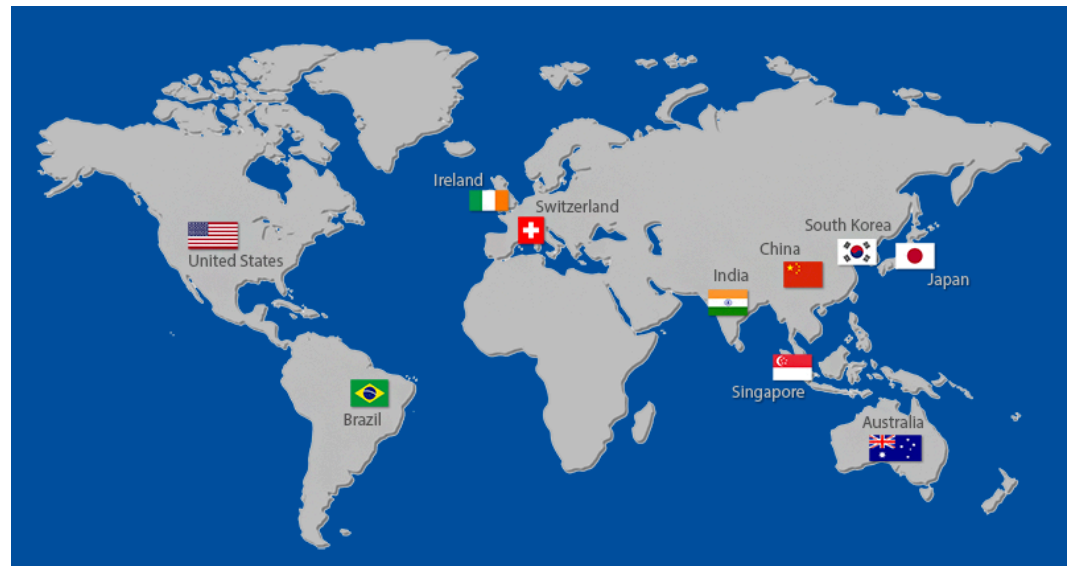 Ireland
Switzerland
South Korea
United States
China
India
Japan
Singapore
Brazil
Australia